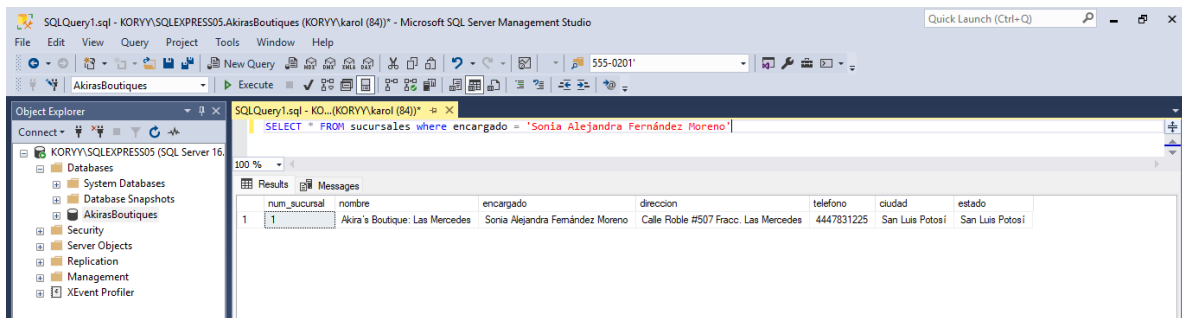 SQLQuery1.sql - KORYY\SQLEXPRESS05.AkirasBoutiques (KORYY\karol (84))* - Microsoft SQL Server Management Studio
Quick Launch (Ctrl+Q)
File Edit View Query Project Tools Window Help
New Query MDX DMX XMLA DAX 555-0201'
AkirasBoutiques Execute
Object Explorer
SQLQuery1.sql - KO...(KORYY\karol (84))*
Connect
SELECT * FROM sucursales where encargado = 'Sonia Alejandra Fernández Moreno'
KORYY\SQLEXPRESS05 (SQL Server 16.
Databases
System Databases
Database Snapshots
AkirasBoutiques
Security
Server Objects
Replication
Management
XEvent Profiler
100 %
Results Messages
num_sucursal nombre encargado direccion telefono ciudad estado
1 1 Akira's Boutique: Las Mercedes Sonia Alejandra Fernández Moreno Calle Roble #507 Fracc. Las Mercedes 4447831225 San Luis Potosí San Luis Potosí